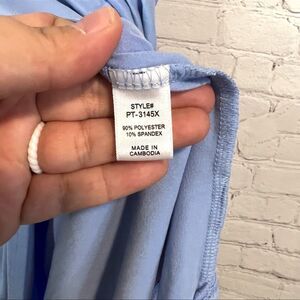 STYLE#
PT-3145X
90% POLYESTER
10% SPANDEX
MADE IN
CAMBODIA